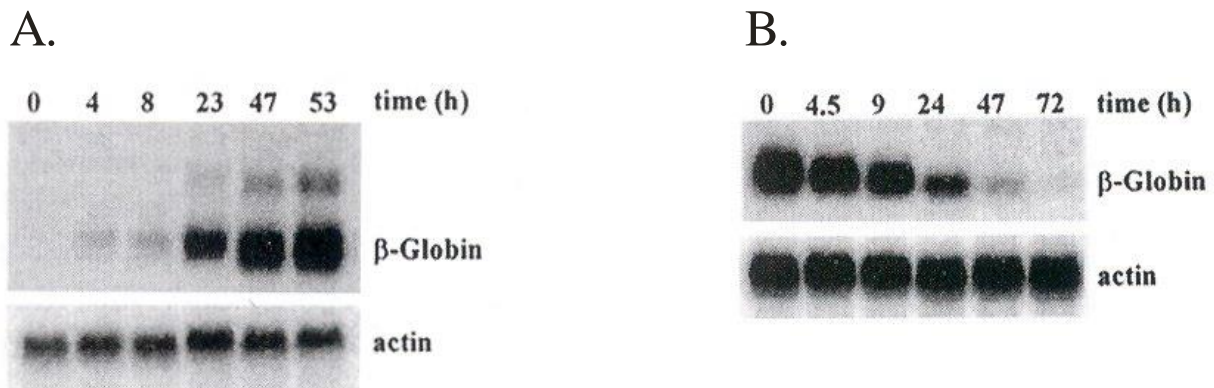 A.
0 4 8 23 47 53 time (h)
β-Globin
actin
B.
0 4.5 9 24 47 72 time (h)
β-Globin
actin